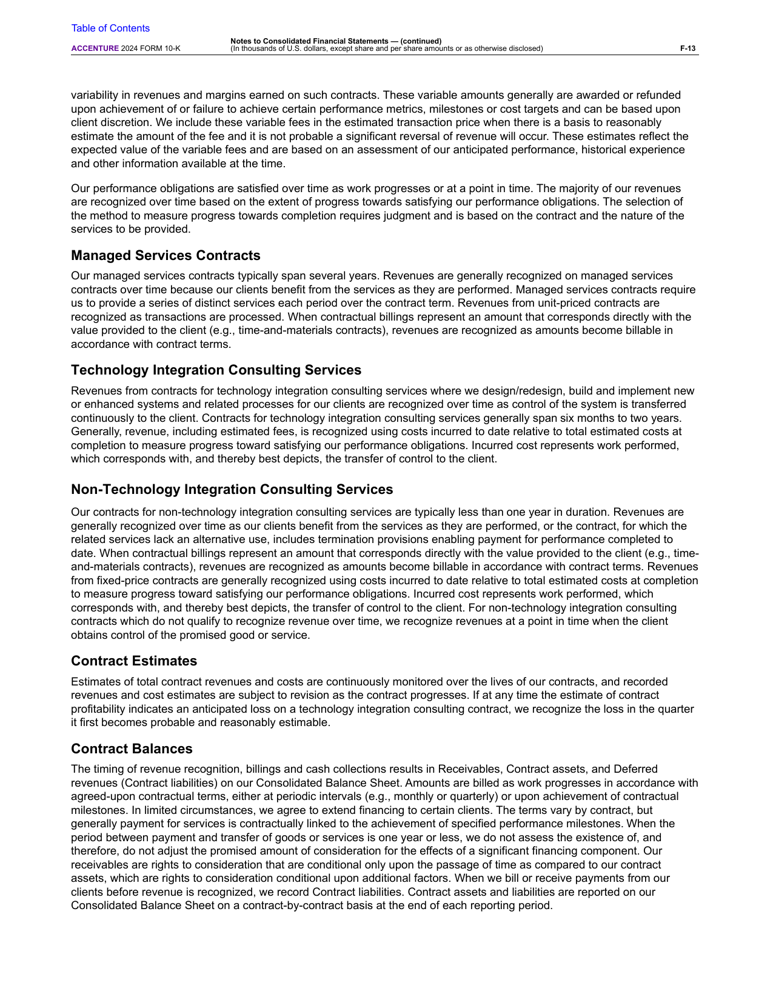 Table of Contents
Notes to Consolidated Financial Statements — (continued)
ACCENTURE 2024 FORM 10-K (In thousands of U.S. dollars, except share and per share amounts or as otherwise disclosed) F-13
variability in revenues and margins earned on such contracts. These variable amounts generally are awarded or refunded
upon achievement of or failure to achieve certain performance metrics, milestones or cost targets and can be based upon
client discretion. We include these variable fees in the estimated transaction price when there is a basis to reasonably
estimate the amount of the fee and it is not probable a significant reversal of revenue will occur. These estimates reflect the
expected value of the variable fees and are based on an assessment of our anticipated performance, historical experience
and other information available at the time.
Our performance obligations are satisfied over time as work progresses or at a point in time. The majority of our revenues
are recognized over time based on the extent of progress towards satisfying our performance obligations. The selection of
the method to measure progress towards completion requires judgment and is based on the contract and the nature of the
services to be provided.
Managed Services Contracts
Our managed services contracts typically span several years. Revenues are generally recognized on managed services
contracts over time because our clients benefit from the services as they are performed. Managed services contracts require
us to provide a series of distinct services each period over the contract term. Revenues from unit-priced contracts are
recognized as transactions are processed. When contractual billings represent an amount that corresponds directly with the
value provided to the client (e.g., time-and-materials contracts), revenues are recognized as amounts become billable in
accordance with contract terms.
Technology Integration Consulting Services
Revenues from contracts for technology integration consulting services where we design/redesign, build and implement new
or enhanced systems and related processes for our clients are recognized over time as control of the system is transferred
continuously to the client. Contracts for technology integration consulting services generally span six months to two years.
Generally, revenue, including estimated fees, is recognized using costs incurred to date relative to total estimated costs at
completion to measure progress toward satisfying our performance obligations. Incurred cost represents work performed,
which corresponds with, and thereby best depicts, the transfer of control to the client.
Non-Technology Integration Consulting Services
Our contracts for non-technology integration consulting services are typically less than one year in duration. Revenues are
generally recognized over time as our clients benefit from the services as they are performed, or the contract, for which the
related services lack an alternative use, includes termination provisions enabling payment for performance completed to
date. When contractual billings represent an amount that corresponds directly with the value provided to the client (e.g., time-
and-materials contracts), revenues are recognized as amounts become billable in accordance with contract terms. Revenues
from fixed-price contracts are generally recognized using costs incurred to date relative to total estimated costs at completion
to measure progress toward satisfying our performance obligations. Incurred cost represents work performed, which
corresponds with, and thereby best depicts, the transfer of control to the client. For non-technology integration consulting
contracts which do not qualify to recognize revenue over time, we recognize revenues at a point in time when the client
obtains control of the promised good or service.
Contract Estimates
Estimates of total contract revenues and costs are continuously monitored over the lives of our contracts, and recorded
revenues and cost estimates are subject to revision as the contract progresses. If at any time the estimate of contract
profitability indicates an anticipated loss on a technology integration consulting contract, we recognize the loss in the quarter
it first becomes probable and reasonably estimable.
Contract Balances
The timing of revenue recognition, billings and cash collections results in Receivables, Contract assets, and Deferred
revenues (Contract liabilities) on our Consolidated Balance Sheet. Amounts are billed as work progresses in accordance with
agreed-upon contractual terms, either at periodic intervals (e.g., monthly or quarterly) or upon achievement of contractual
milestones. In limited circumstances, we agree to extend financing to certain clients. The terms vary by contract, but
generally payment for services is contractually linked to the achievement of specified performance milestones. When the
period between payment and transfer of goods or services is one year or less, we do not assess the existence of, and
therefore, do not adjust the promised amount of consideration for the effects of a significant financing component. Our
receivables are rights to consideration that are conditional only upon the passage of time as compared to our contract
assets, which are rights to consideration conditional upon additional factors. When we bill or receive payments from our
clients before revenue is recognized, we record Contract liabilities. Contract assets and liabilities are reported on our
Consolidated Balance Sheet on a contract-by-contract basis at the end of each reporting period.